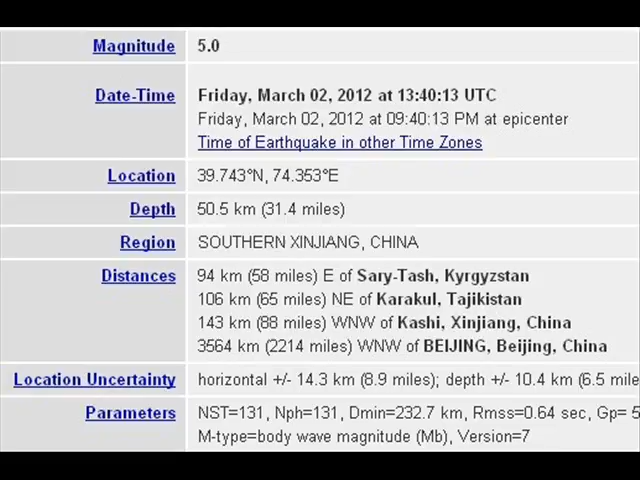 Magnitude 5.0
Date-Time Friday, March 02, 2012 at 13:40:13 UTC
Friday, March 02, 2012 at 09:40:13 PM at epicenter
Time of Earthquake in other Time Zones
Location 39.743°N, 74.353°E
Depth 50.5 km (31.4 miles)
Region SOUTHERN XINJIANG, CHINA
Distances 94 km (58 miles) E of Sary-Tash, Kyrgyzstan
106 km (65 miles) NE of Karakul, Tajikistan
143 km (88 miles) WNW of Kashi, Xinjiang, China
3564 km (2214 miles) WNW of BEIJING, Beijing, China
Location Uncertainty horizontal +/- 14.3 km (8.9 miles); depth +/- 10.4 km (6.5 mile
Parameters NST=131, Nph=131, Dmin=232.7 km, Rmss=0.64 sec, Gp= 5
M-type=body wave magnitude (Mb), Version=7